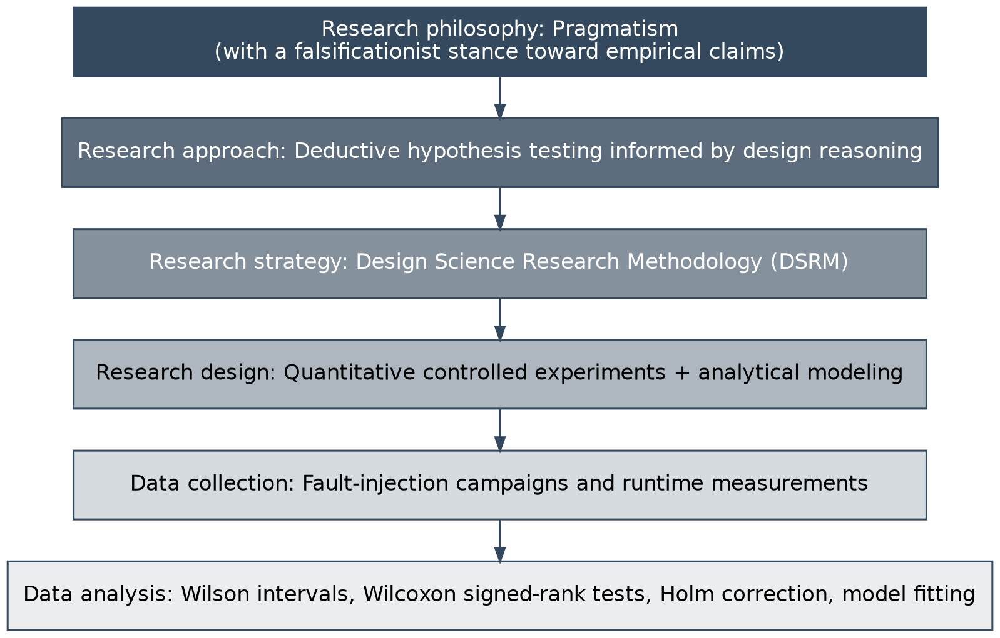 Research philosophy: Pragmatism
(with a falsificationist stance toward empirical claims)
Research approach: Deductive hypothesis testing informed by design reasoning
Research strategy: Design Science Research Methodology (DSRM)
Research design: Quantitative controlled experiments + analytical modeling
Data collection: Fault-injection campaigns and runtime measurements
Data analysis: Wilson intervals, Wilcoxon signed-rank tests, Holm correction, model fitting